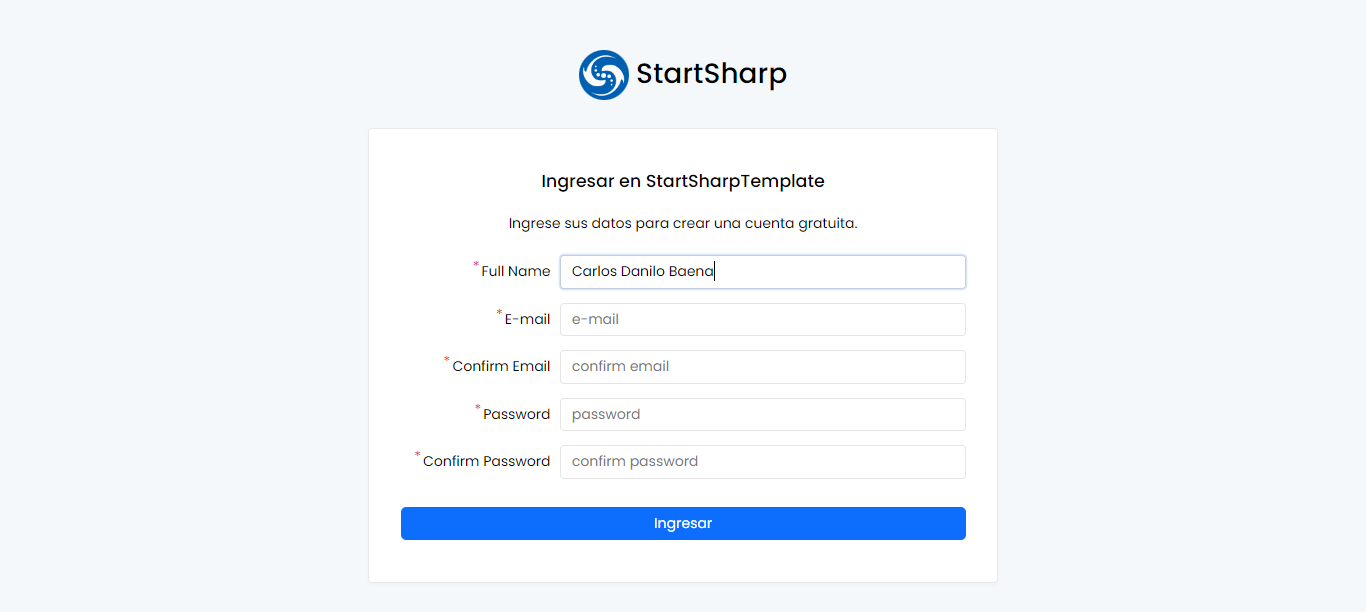 StartSharp
Ingresar en StartSharpTemplate
Ingrese sus datos para crear una cuenta gratuita.
*Full Name Carlos Danilo Baena
*E-mail e-mail
*Confirm Email confirm email
*Password password
*Confirm Password confirm password
Ingresar